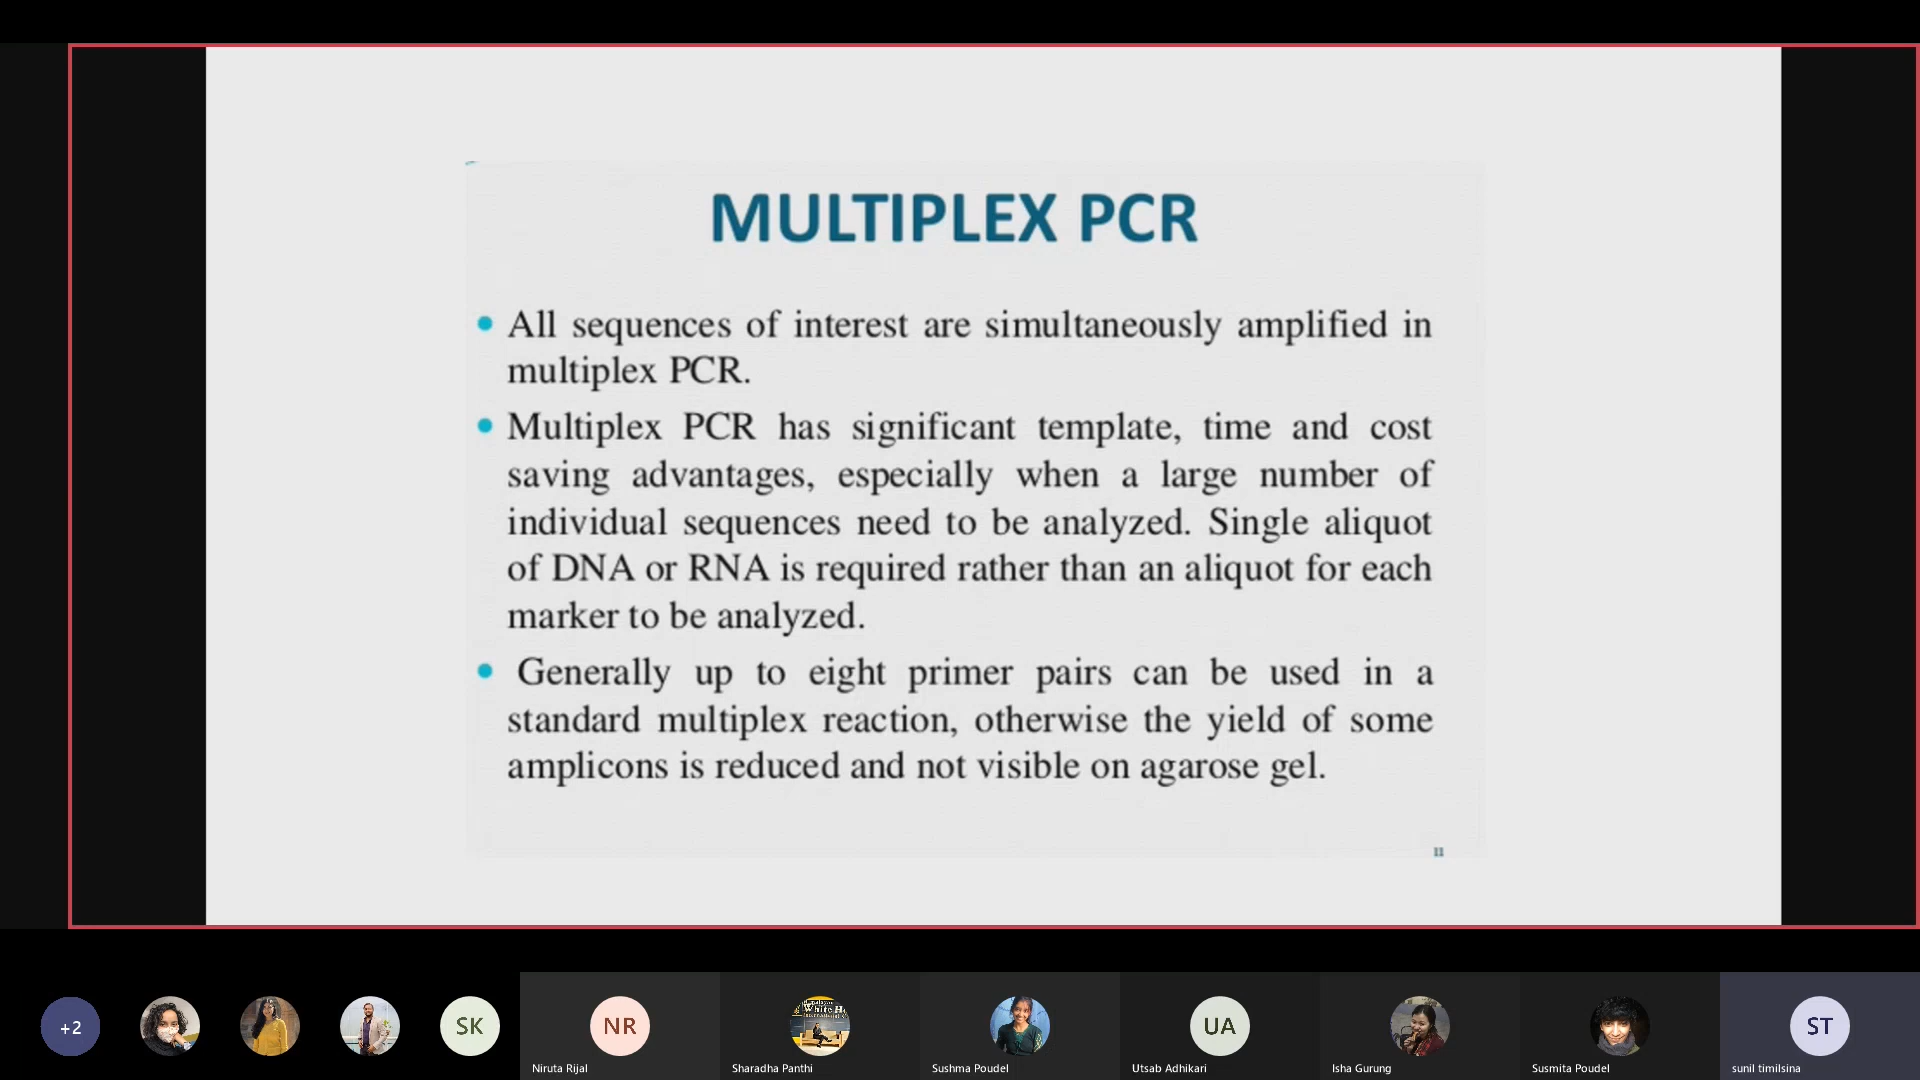 MULTIPLEX PCR
All sequences of interest are simultaneously amplified in
multiplex PCR.
Multiplex PCR has significant template, time and cost
saving advantages, especially when a large number of
individual sequences need to be analyzed. Single aliquot
of DNA or RNA is required rather than an aliquot for each
marker to be analyzed.
Generally up to eight primer pairs can be used in a
standard multiplex reaction, otherwise the yield of some
amplicons is reduced and not visible on agarose gel.
11
+2
SK
NR
White H
UA
ST
Niruta Rijal
Sharadha Panthi
Sushma Poudel
Utsab Adhikari
Isha Gurung
Susmita Poudel
sunil timilsina